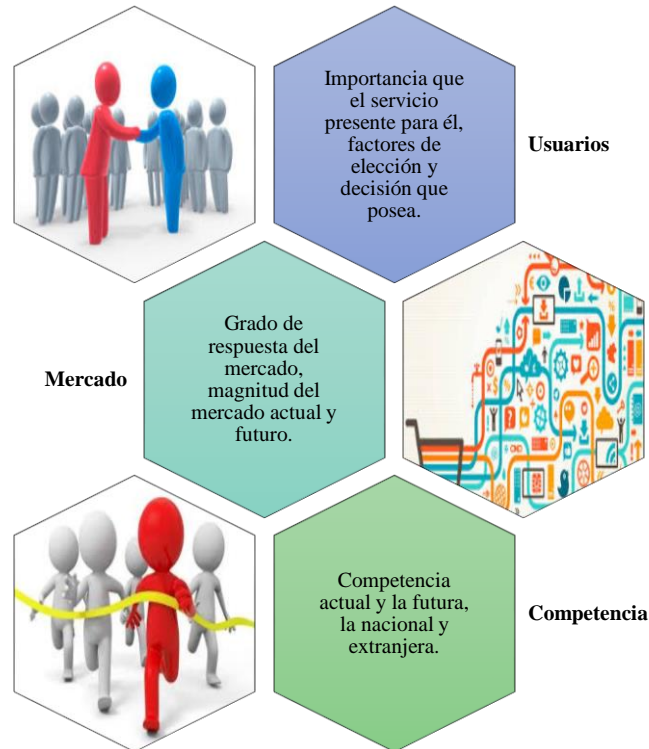 Importancia que
el servicio
presente para él,
factores de
elección y
decisión que
posea.
Usuarios
Mercado
Grado de
respuesta del
mercado,
magnitud del
mercado actual y
futuro.
Competencia
actual y la futura,
la nacional y
extranjera.
Competencia